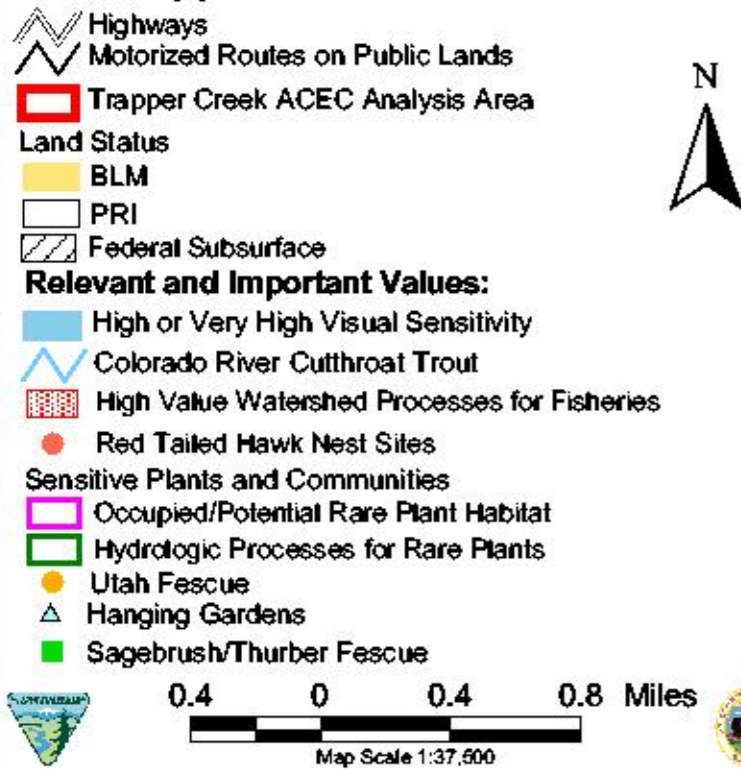 Highways
Motorized Routes on Public Lands
N
Trapper Creek ACEC Analysis Area
Land Status
BLM
PRI
Federal Subsurface
Relevant and Important Values:
High or Very High Visual Sensitivity
Colorado River Cutthroat Trout
High Value Watershed Processes for Fisheries
Red Tailed Hawk Nest Sites
Sensitive Plants and Communities
Occupied/Potential Rare Plant Habitat
Hydrologic Processes for Rare Plants
Utah Fescue
Hanging Gardens
Sagebrush/Thurber Fescue
0.4 0 0.4 0.8 Miles
Map Scale 1:37,500